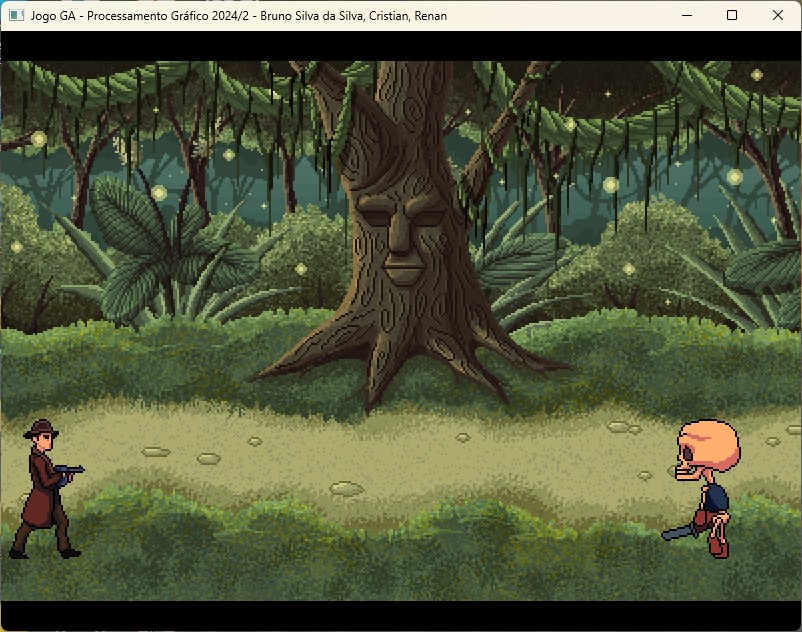 Jogo GA - Processamento Gráfico 2024/2 - Bruno Silva da Silva, Cristian, Renan